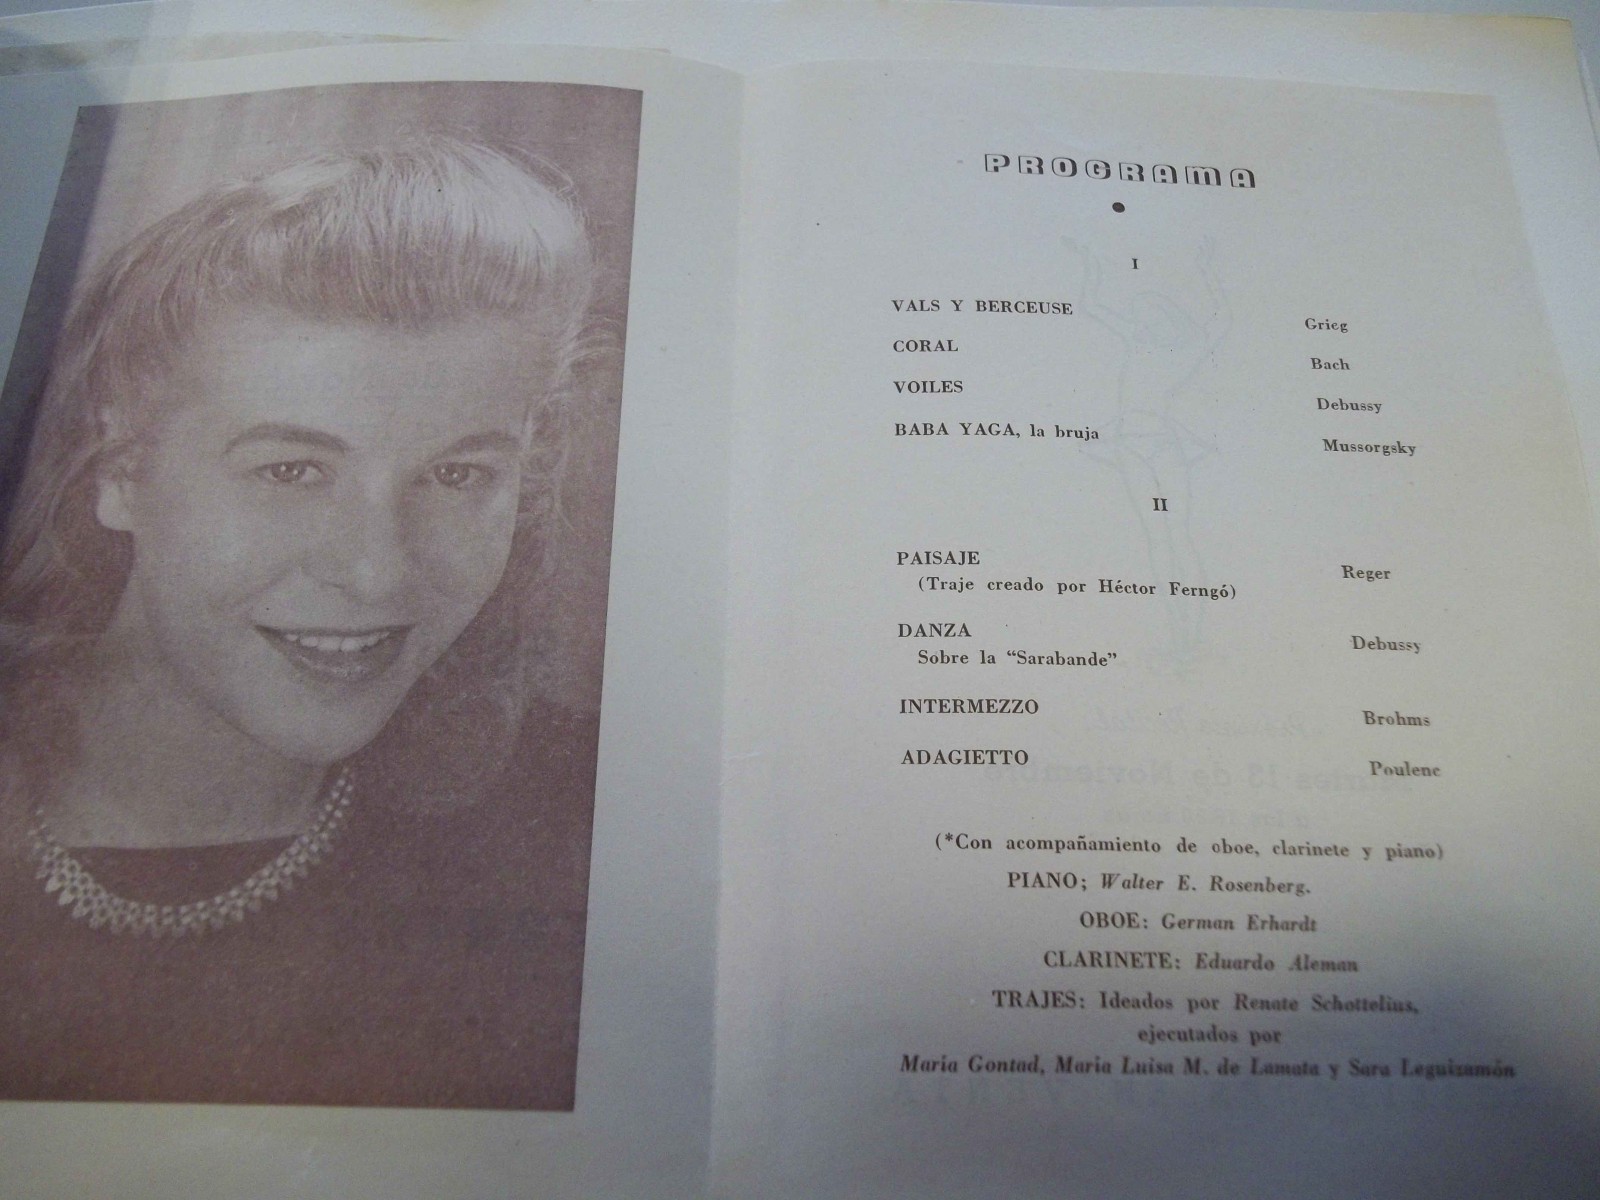 PROGRAMA
I
VALS Y BERCEUSE Grieg
CORAL Bach
VOILES Debussy
BABA YAGA, la bruja Mussorgsky
II
PAISAJE Reger
(Traje creado por Héctor Ferngó)
DANZA Debussy
Sobre la "Sarabande"
INTERMEZZO Brohms
ADAGIETTO Poulenc
(*Con acompañamiento de oboe, clarinete y piano)
PIANO; Walter E. Rosenberg.
OBOE: German Erhardt
CLARINETE: Eduardo Aleman
TRAJES: Ideados por Renate Schottelius,
ejecutados por
Maria Gontad, Maria Luisa M. de Lamata y Sara Leguizamón